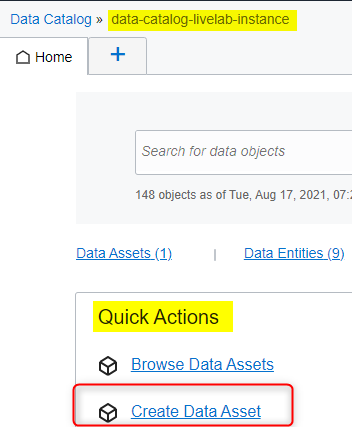 Data Catalog » data-catalog-livelab-instance
Home +
Search for data objects
148 objects as of Tue, Aug 17, 2021, 07:2
Data Assets (1) | Data Entities (9)
Quick Actions
Browse Data Assets
Create Data Asset